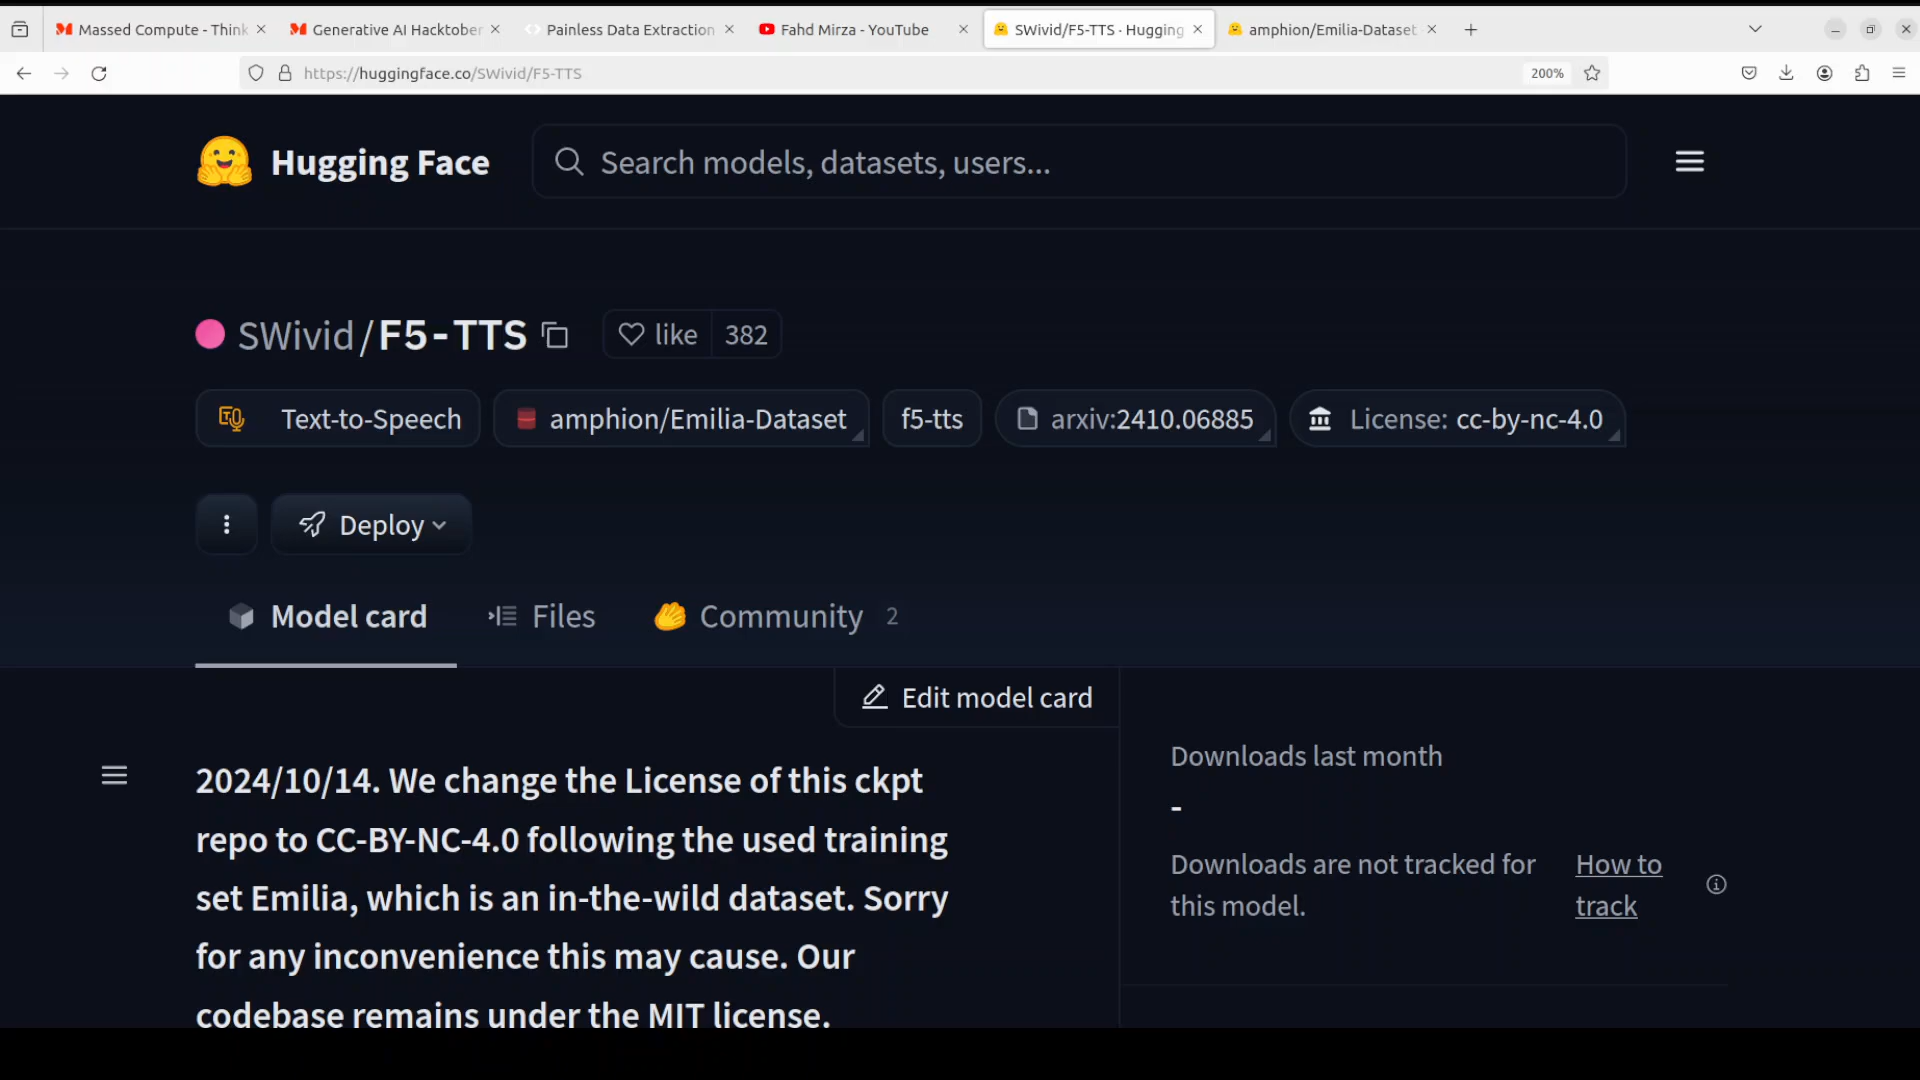 Massed Compute - Think
Generative AI Hacktober
Painless Data Extraction
Fahd Mirza - YouTube
SWivid/F5-TTS · Hugging
amphion/Emilia-Dataset
https://huggingface.co/SWivid/F5-TTS
200%
Hugging Face
Search models, datasets, users...
SWivid/F5-TTS
like 382
Text-to-Speech
amphion/Emilia-Dataset
f5-tts
arxiv:2410.06885
License: cc-by-nc-4.0
Deploy
Model card
Files
Community 2
Edit model card
2024/10/14. We change the License of this ckpt
repo to CC-BY-NC-4.0 following the used training
set Emilia, which is an in-the-wild dataset. Sorry
for any inconvenience this may cause. Our
codebase remains under the MIT license.
Downloads last month
-
Downloads are not tracked for
this model.
How to
track